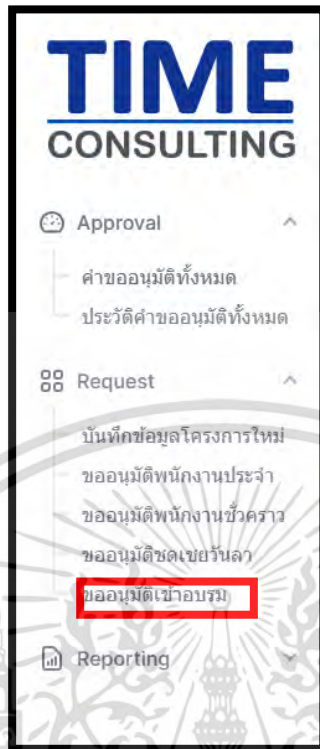 TIME
CONSULTING
Approval
คำขออนุมัติทั้งหมด
ประวัติคำขออนุมัติทั้งหมด
Request
บันทึกข้อมูลโครงการใหม่
ขออนุมัติพนักงานประจำ
ขออนุมัติพนักงานชั่วคราว
ขออนุมัติชดเชยวันลา
ขออนุมัติเข้าอบรม
Reporting